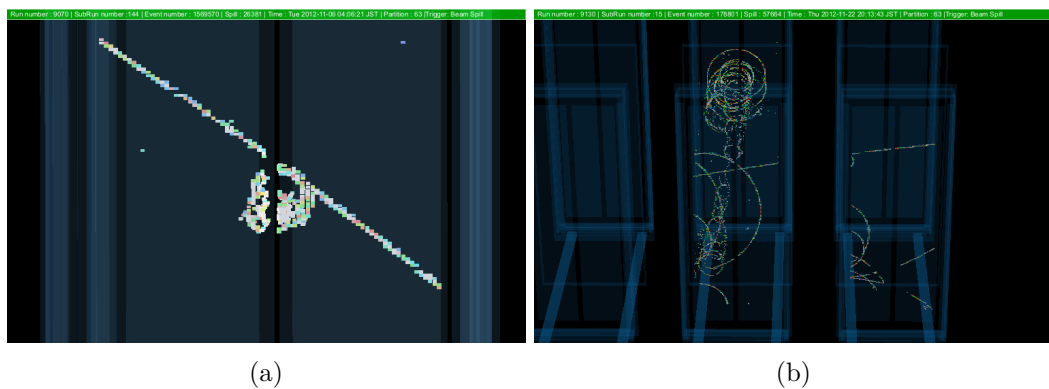 Run number : 9070 | SubRun number :144 | Event number : 1569570 | Spill : 26381 | Time : Tue 2012-11-06 04:06:21 JST | Partition : 63 |Trigger: Beam Spill
Run number : 9130 | SubRun number :15 | Event number : 178801 | Spill : 57664 | Time : Thu 2012-11-22 20:13:43 JST | Partition : 63 |Trigger: Beam Spill
(a)
(b)